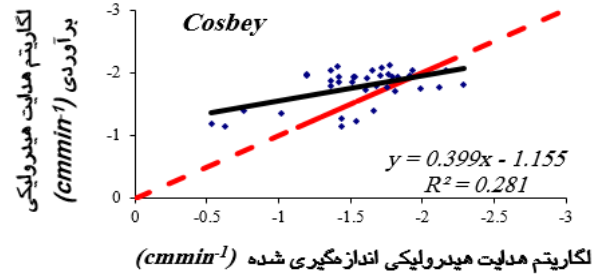 Cosbey
لگاریتم هدایت هیدرولیکی
برآوردی (cmmin⁻¹)
-3
-2
-1
0
y = 0.399x - 1.155
R² = 0.281
0 -0.5 -1 -1.5 -2 -2.5 -3
لگاریتم هدایت هیدرولیکی اندازه‌گیری شده (cmmin⁻¹)